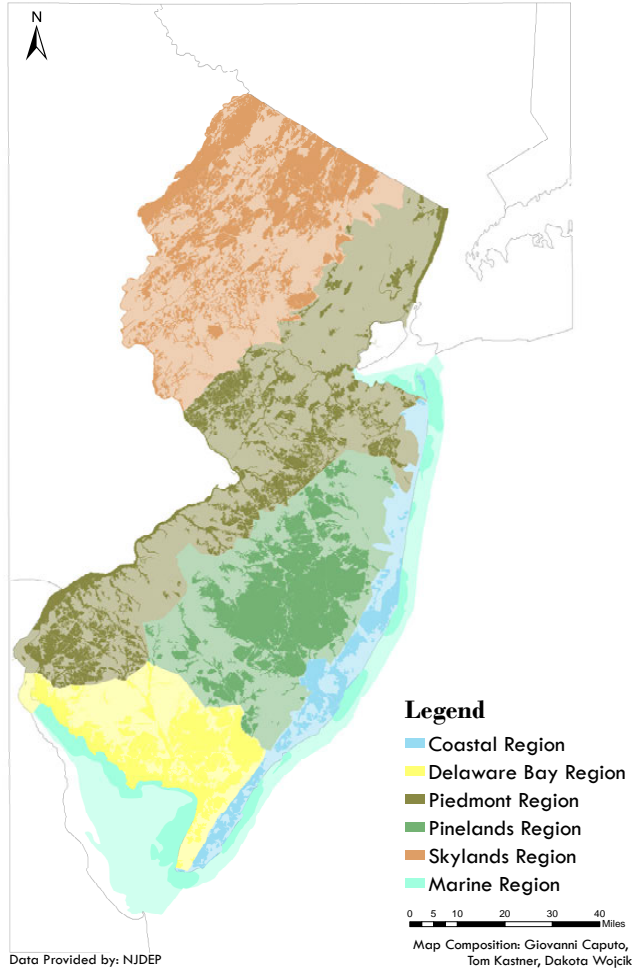 N
Legend
Coastal Region
Delaware Bay Region
Piedmont Region
Pinelands Region
Skylands Region
Marine Region
0 5 10 20 30 40
Miles
Map Composition: Giovanni Caputo,
Tom Kastner, Dakota Wojcik
Data Provided by: NJDEP